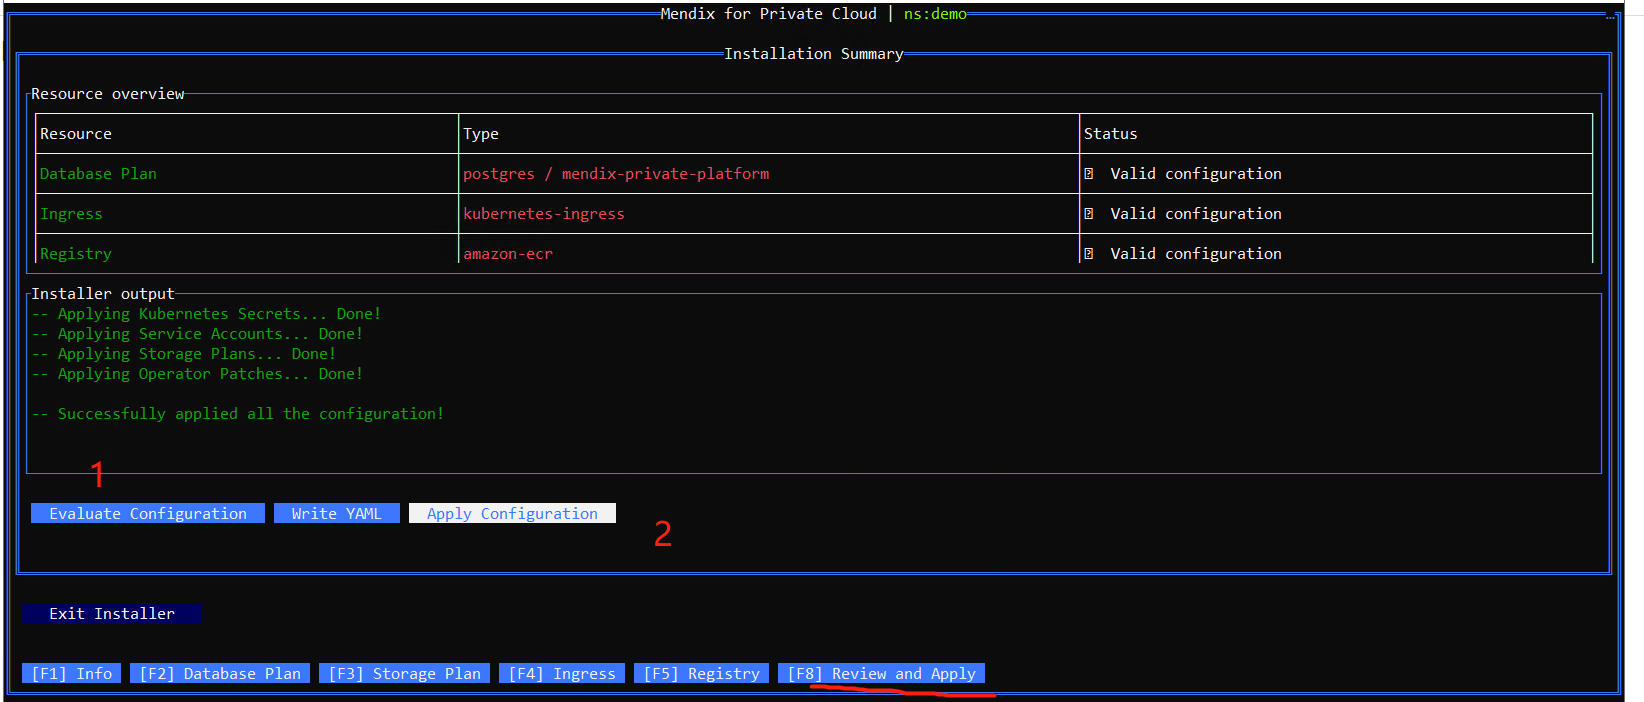 Mendix for Private Cloud | ns:demo
Installation Summary
Resource overview
Resource Type Status
Database Plan postgres / mendix-private-platform Valid configuration
Ingress kubernetes-ingress Valid configuration
Registry amazon-ecr Valid configuration
Installer output
-- Applying Kubernetes Secrets... Done!
-- Applying Service Accounts... Done!
-- Applying Storage Plans... Done!
-- Applying Operator Patches... Done!
-- Successfully applied all the configuration!
1
Evaluate Configuration Write YAML Apply Configuration
2
Exit Installer
[F1] Info [F2] Database Plan [F3] Storage Plan [F4] Ingress [F5] Registry [F8] Review and Apply